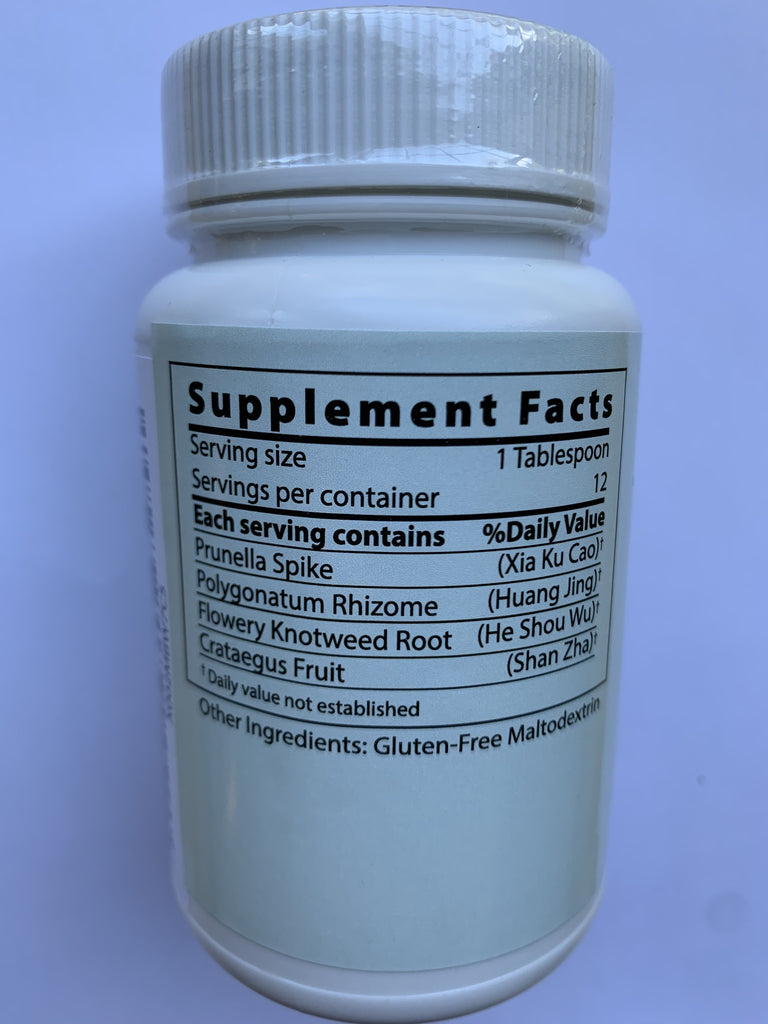 Supplement Facts
Serving size 1 Tablespoon
Servings per container 12
Each serving contains %Daily Value
Prunella Spike (Xia Ku Cao)†
Polygonatum Rhizome (Huang Jing)†
Flowery Knotweed Root (He Shou Wu)†
Crataegus Fruit (Shan Zha)†
† Daily value not established
Other Ingredients: Gluten-Free Maltodextrin